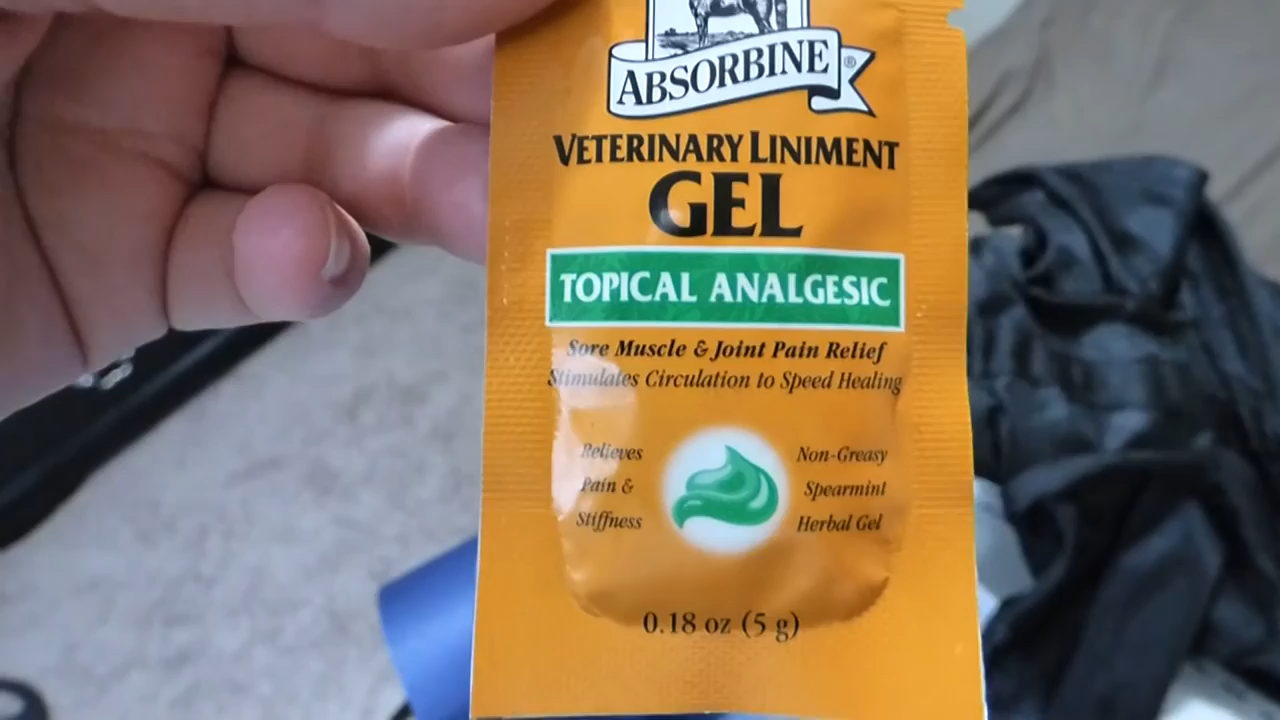 ABSORBINE®
VETERINARY LINIMENT
GEL
TOPICAL ANALGESIC
Sore Muscle & Joint Pain Relief
Stimulates Circulation to Speed Healing
Relieves
Pain &
Stiffness
Non-Greasy
Spearmint
Herbal Gel
0.18 oz (5 g)